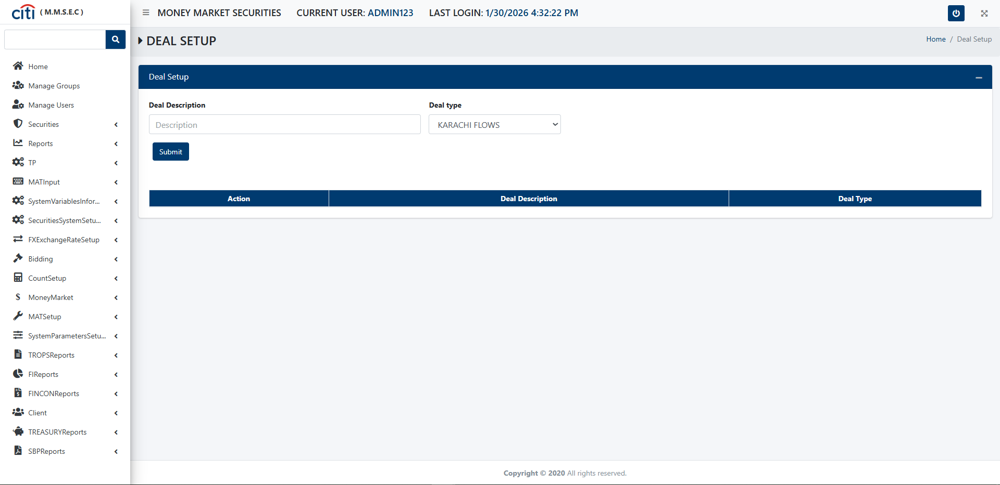 citi ( M.M.S.E.C )
MONEY MARKET SECURITIES CURRENT USER: ADMIN123 LAST LOGIN: 1/30/2026 4:32:22 PM
DEAL SETUP
Home / Deal Setup
Home
Manage Groups
Manage Users
Securities
Reports
TP
MATInput
SystemVariablesInfor...
SecuritiesSystemSetu...
FXExchangeRateSetup
Bidding
CountSetup
MoneyMarket
MATSetup
SystemParametersSetu...
TROPSReports
FIReports
FINCONReports
Client
TREASURYReports
SBPReports
Deal Setup
Deal Description Deal type
Description KARACHI FLOWS
Submit
Action Deal Description Deal Type
Copyright © 2020 All rights reserved.